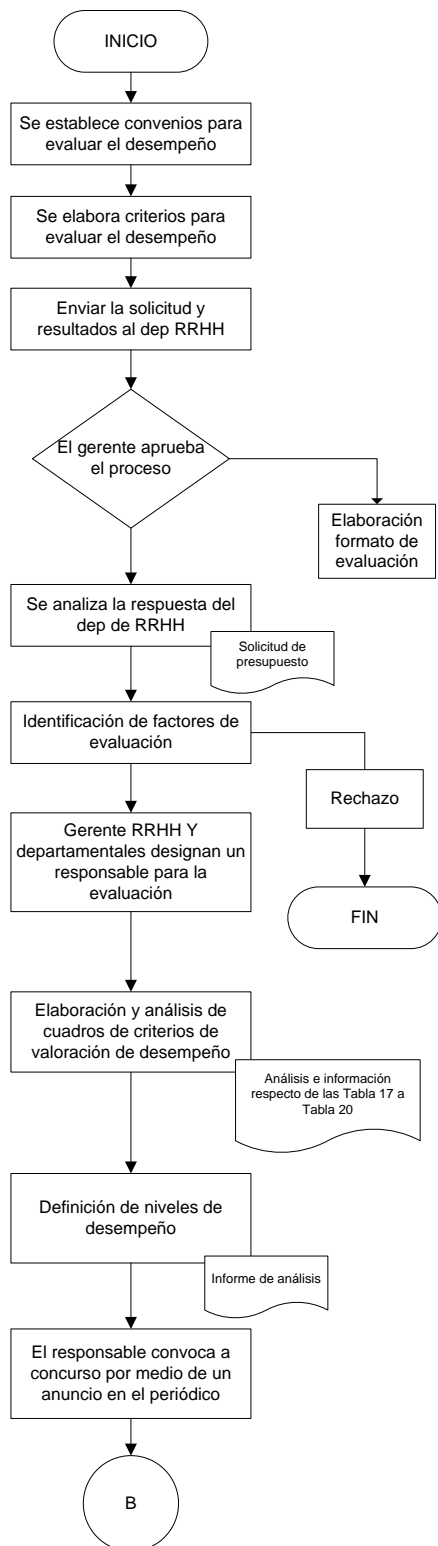 INICIO
Se establece convenios para
evaluar el desempeño
Se elabora criterios para
evaluar el desempeño
Enviar la solicitud y
resultados al dep RRHH
El gerente aprueba
el proceso
Elaboración
formato de
evaluación
Se analiza la respuesta del
dep de RRHH
Solicitud de
presupuesto
Identificación de factores de
evaluación
Rechazo
Gerente RRHH Y
departamentales designan un
responsable para la
evaluación
FIN
Elaboración y análisis de
cuadros de criterios de
valoración de desempeño
Análisis e información
respecto de las Tabla 17 a
Tabla 20
Definición de niveles de
desempeño
Informe de análisis
El responsable convoca a
concurso por medio de un
anuncio en el periódico
B